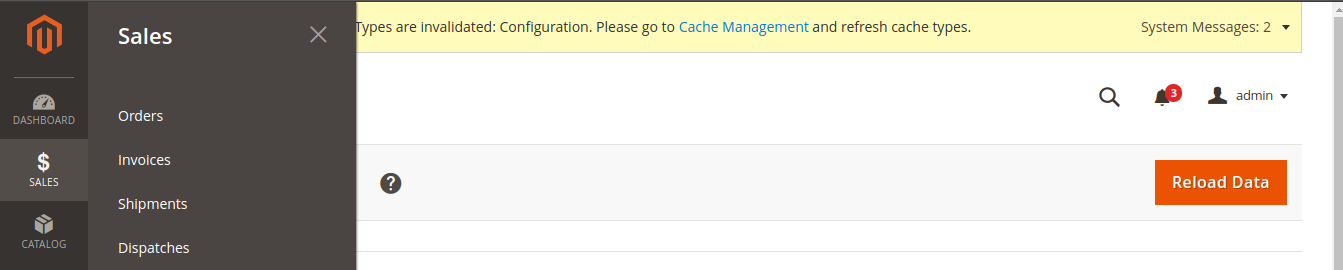 Sales
Types are invalidated: Configuration. Please go to Cache Management and refresh cache types.
System Messages: 2
3
admin
DASHBOARD
Orders
Invoices
$
SALES
?
Reload Data
Shipments
CATALOG
Dispatches